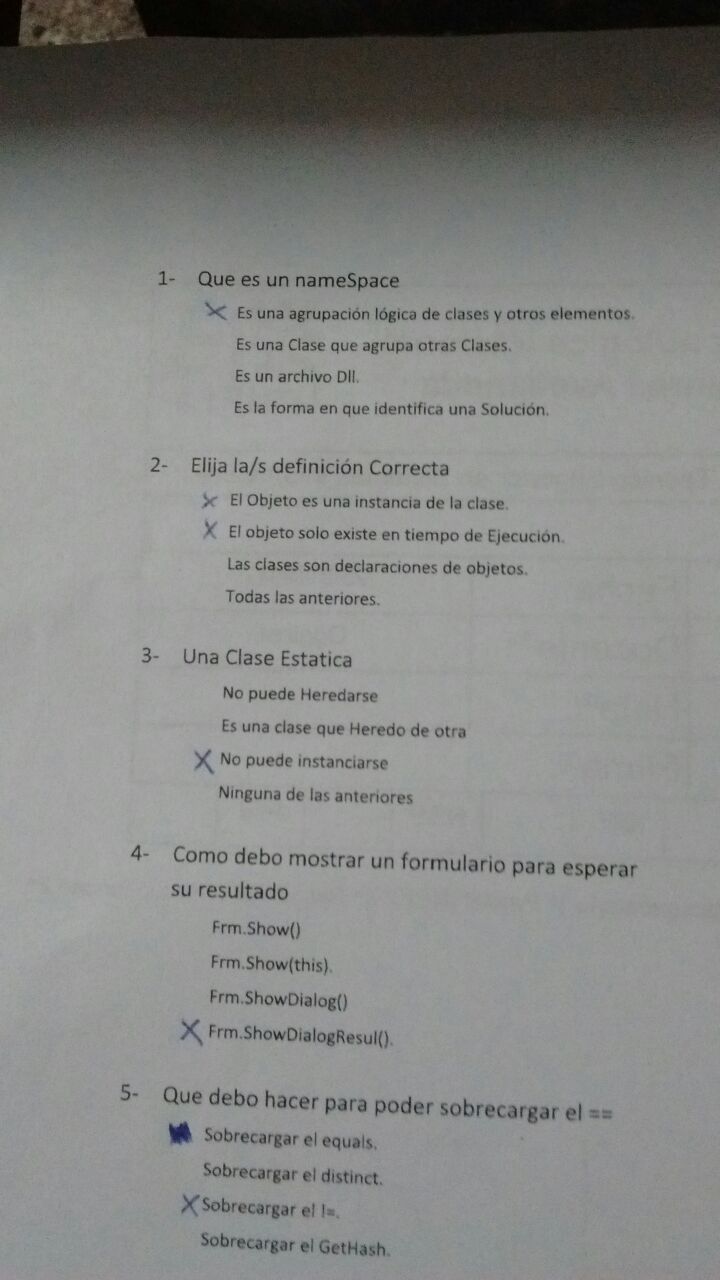 1- Que es un nameSpace
Es una agrupación lógica de clases y otros elementos.
Es una Clase que agrupa otras Clases.
Es un archivo Dll.
Es la forma en que identifica una Solución.
2- Elija la/s definición Correcta
El Objeto es una instancia de la clase.
El objeto solo existe en tiempo de Ejecución.
Las clases son declaraciones de objetos.
Todas las anteriores.
3- Una Clase Estatica
No puede Heredarse
Es una clase que Heredo de otra
No puede instanciarse
Ninguna de las anteriores
4- Como debo mostrar un formulario para esperar
su resultado
Frm.Show()
Frm.Show(this).
Frm.ShowDialog()
Frm.ShowDialogResul().
5- Que debo hacer para poder sobrecargar el ==
Sobrecargar el equals.
Sobrecargar el distinct.
Sobrecargar el !=.
Sobrecargar el GetHash.